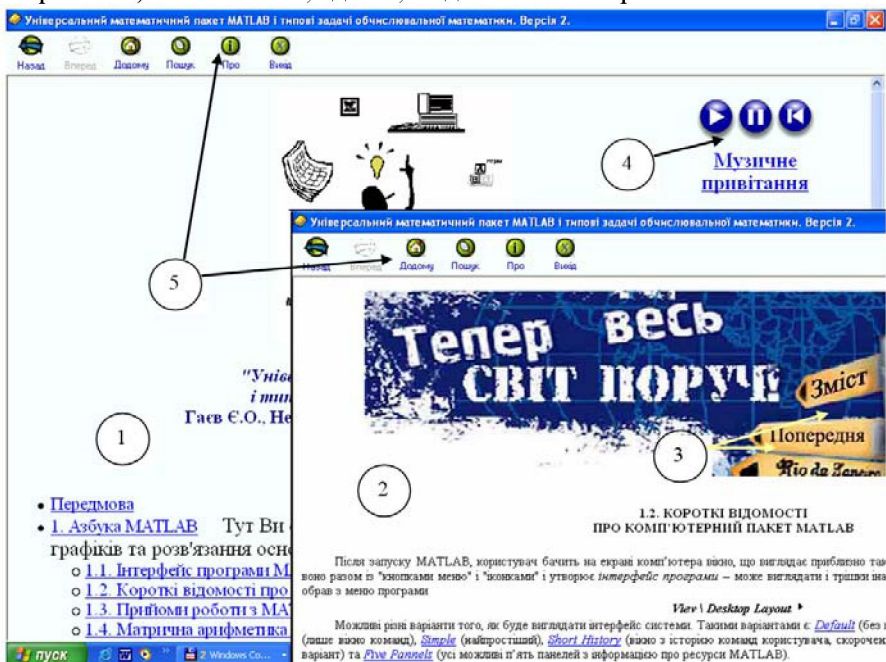 Універсальний математичний пакет MATLAB і типові задачі обчислювальної математики. Версія 2.
Назад Вперед Додому Пошук Про Вихід
4
Музичне
привітання
5
Універсальний математичний пакет MATLAB і типові задачі обчислювальної математики. Версія 2.
Назад Вперед Додому Пошук Про Вихід
Тепер весь
СВІТ ПОРУЧ!
Зміст
Попередня
Rio de Janeiro
3
"Уніве
і тип
Гаєв Є.О., Не
1
2
Передмова
1. Азбука MATLAB Тут Ви
графіків та розв'язання осно
1.1. Інтерфейс програми М
1.2. Короткі відомості про
1.3. Прийоми роботи з МА
1.4. Матрична арифметика
1.2. КОРОТКІ ВІДОМОСТІ
ПРО КОМП'ЮТЕРНИЙ ПАКЕТ MATLAB
Після запуску MATLAB, користувач бачить на екрані комп'ютера вікно, що виглядає приблизно так
воно разом із "кнопками меню" і "іконками" і утворює інтерфейс програми – може виглядати і трішки ін
обрав з меню програми
View \ Desktop Layout
Можливі різні варіанти того, як буде виглядати інтерфейс системи. Такими варіантами є Default (без
(лише вікно команд), Simple (найпростіший), Short History (вікно з історією команд користувача, скорочен
варіант) та Five Pannels (усі можливі п'ять панелей з інформацією про ресурси MATLAB).
пуск
2 Windows Co...